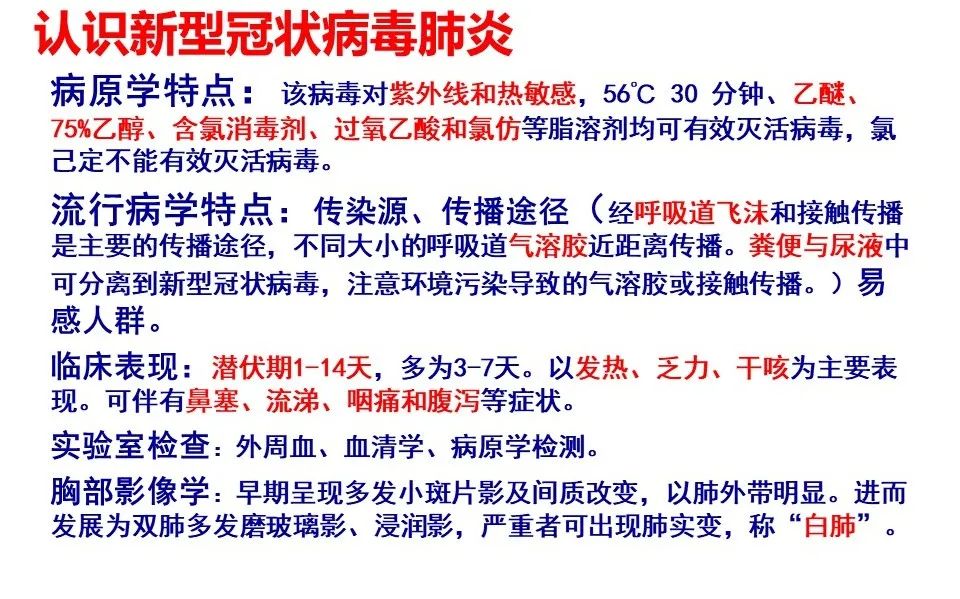 认识新型冠状病毒肺炎
病原学特点：该病毒对紫外线和热敏感，56℃ 30 分钟、乙醚、
75%乙醇、含氯消毒剂、过氧乙酸和氯仿等脂溶剂均可有效灭活病毒，氯
己定不能有效灭活病毒。
流行病学特点：传染源、传播途径（经呼吸道飞沫和接触传播
是主要的传播途径，不同大小的呼吸道气溶胶近距离传播。粪便与尿液中
可分离到新型冠状病毒，注意环境污染导致的气溶胶或接触传播。）易
感人群。
临床表现：潜伏期1-14天，多为3-7天。以发热、乏力、干咳为主要表
现。可伴有鼻塞、流涕、咽痛和腹泻等症状。
实验室检查：外周血、血清学、病原学检测。
胸部影像学：早期呈现多发小斑片影及间质改变，以肺外带明显。进而
发展为双肺多发磨玻璃影、浸润影，严重者可出现肺实变，称“白肺”。